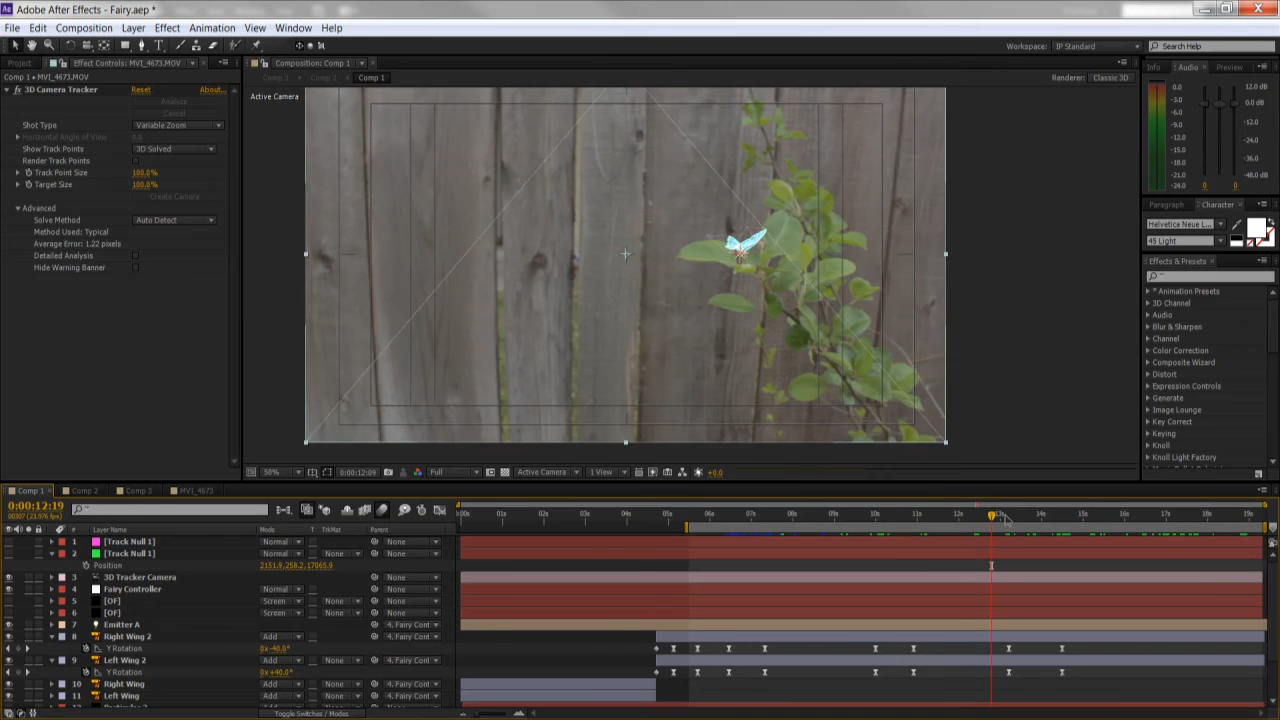 Adobe After Effects - Fairy.aep *
File Edit Composition Layer Effect Animation View Window Help
Workspace: IP Standard Search Help
Project Effect Controls: MVI_4673.MOV Composition: Comp 1 Info Audio Preview
Comp 1 • MVI_4673.MOV
Comp 3 Comp 2 Comp 1 Renderer: Classic 3D
fx 3D Camera Tracker Reset About...
Active Camera
Analyze
Cancel
Shot Type Variable Zoom
Horizontal Angle of View
Show Track Points 3D Solved
Render Track Points
Track Point Size 100.0%
Target Size 100.0%
Create Camera
Advanced
Solve Method Auto Detect
Method Used: Typical
Average Error: 1.22 pixels
Detailed Analysis
Hide Warning Banner
0.0 12.0 dB
-3.0 0.0 dB
-6.0
-9.0 -12.0
-12.0
-15.0 -24.0
-18.0 -36.0
-21.0
-24.0 -48.0 dB
0 0
Paragraph Character
Helvetica Neue L...
45 Light
Effects & Presets
* Animation Presets
3D Channel
Audio
Blur & Sharpen
Channel
Color Correction
Composite Wizard
Distort
Expression Controls
Generate
Image Lounge
Key Correct
Keying
Knoll
Knoll Light Factory
50% 0:00:12:09 Full Active Camera 1 View +0.0
Comp 1 Comp 2 Comp 3 MVI_4673
0:00:12:19
00307 (23.976 fps)
:00s 01s 02s 03s 04s 05s 06s 07s 08s 09s 10s 11s 12s 13s 14s 15s 16s 17s 18s 19s
# Layer Name Mode T TrkMat Parent
1 [Track Null 1] Normal None
2 [Track Null 1] Normal None None
Position 2151.9,258.2,17065.9
3 3D Tracker Camera None
4 Fairy Controller Normal None
5 [OF] Screen None None
6 [OF] Screen None None
7 Emitter A 4. Fairy Cont
8 Right Wing 2 Add 4. Fairy Cont
Y Rotation 0x-40.0°
9 Left Wing 2 Add None 4. Fairy Cont
Y Rotation 0x+40.0°
10 Right Wing Add None 4. Fairy Cont
11 Left Wing Add None 4. Fairy Cont
Toggle Switches / Modes